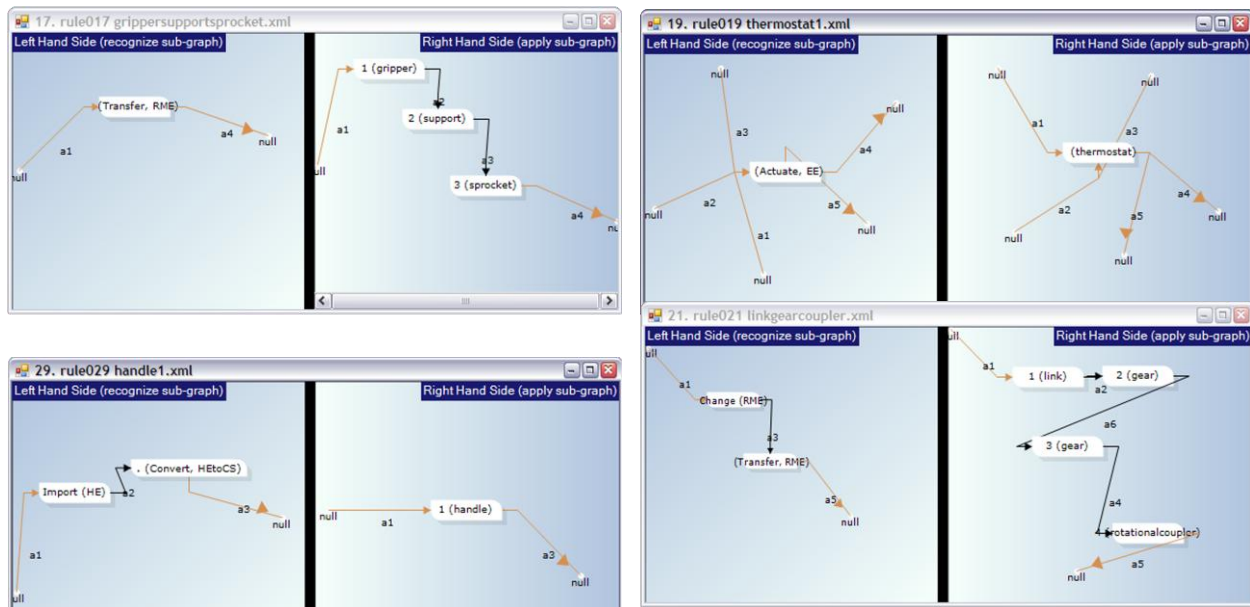 17. rule017 grippersupportsprocket.xml
Left Hand Side (recognize sub-graph)
Right Hand Side (apply sub-graph)
(Transfer, RME)
a4
null
a1
null
1 (gripper)
a2
2 (support)
a1
a3
null
3 (sprocket)
a4
19. rule019 thermostat1.xml
Left Hand Side (recognize sub-graph)
Right Hand Side (apply sub-graph)
null
null
a3
a4
(Actuate, EE)
a2
a5
null
null
a1
null
null
null
a1
a3
(thermostat)
a4
a2
a5
null
null
null
29. rule029 handle1.xml
Left Hand Side (recognize sub-graph)
Right Hand Side (apply sub-graph)
. (Convert, HEtoCS)
Import (HE)
a2
a3
null
a1
1 (handle)
null
a1
a3
null
21. rule021 linkgearcoupler.xml
Left Hand Side (recognize sub-graph)
Right Hand Side (apply sub-graph)
a1
Change (RME)
a3
(Transfer, RME)
a5
null
a1
1 (link)
2 (gear)
a2
a6
3 (gear)
a4
(rotationalcoupler)
a5
null